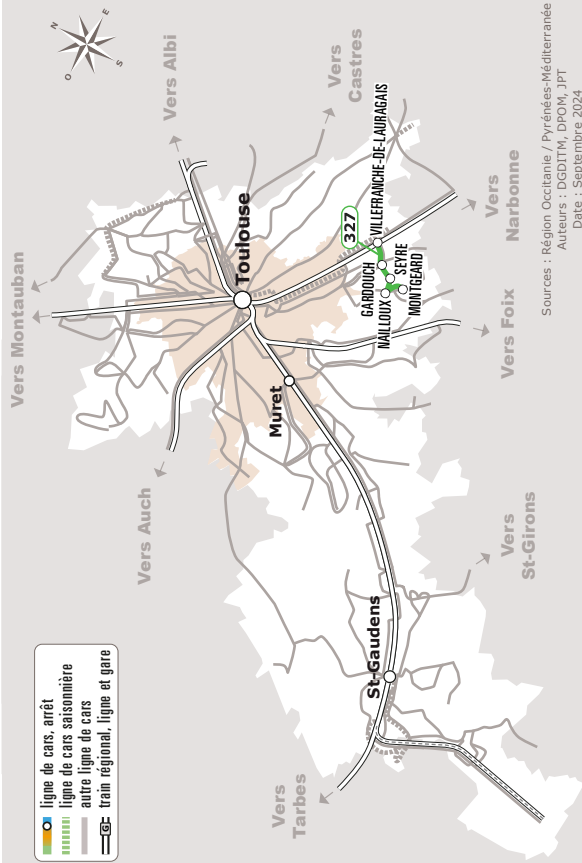 ligne de cars, arrêt
ligne de cars saisonnière
autre ligne de cars
G
train régional, ligne et gare
Vers Montauban
Vers Albi
Vers
Castres
Vers Auch
Toulouse
327
VILLEFRANCHE-DE-LAURAGAIS
GARDOUCH
SEYRE
NAILLOUX
MONTGEARD
Vers
Narbonne
Vers Foix
Muret
Vers
St-Girons
St-Gaudens
Vers
Tarbes
N
E
S
O
Sources : Région Occitanie / Pyrénées-Méditerranée
Auteurs : DGDITM, DPOM, JPT
Date : Septembre 2024